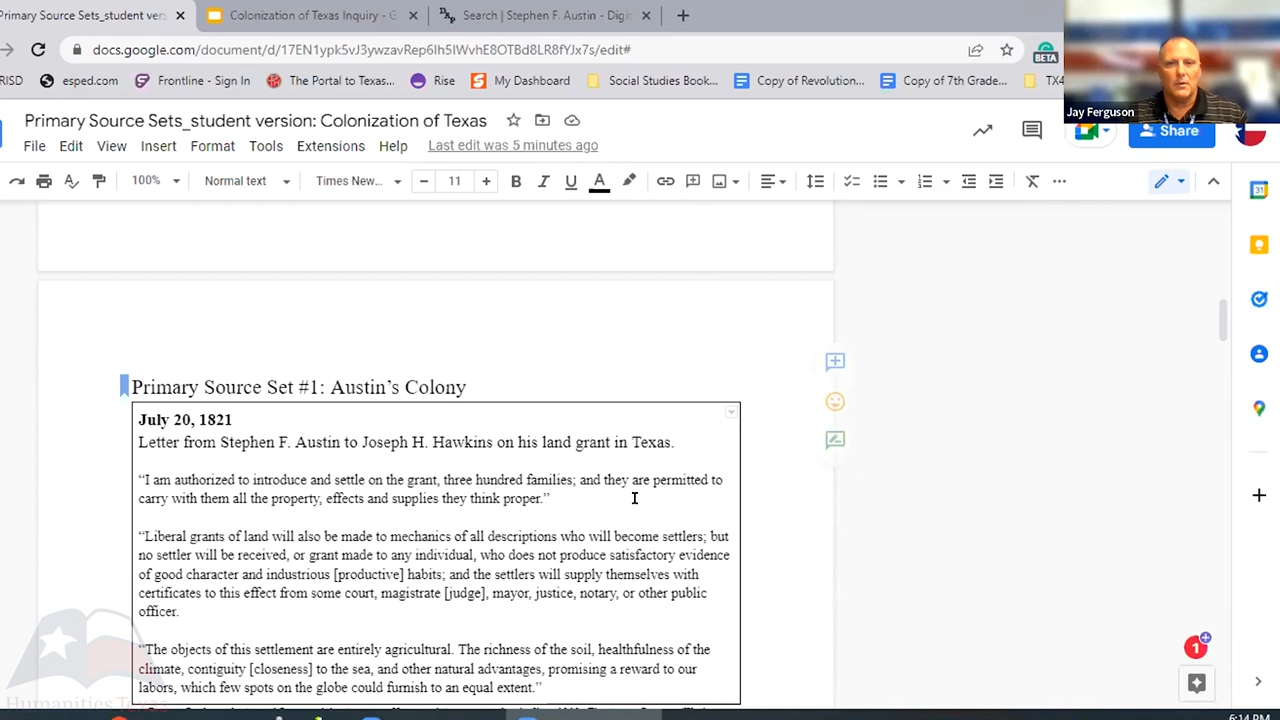 Primary Source Sets_student vers
Colonization of Texas Inquiry - G
Search | Stephen F. Austin - Digit
docs.google.com/document/d/17EN1ypk5vJ3ywzavRep6Ih5IWvhE8OTBd8LR8fYJx7s/edit#
BETA
RISD
esped.com
Frontline - Sign In
The Portal to Texas...
Rise
My Dashboard
Social Studies Book...
Copy of Revolution...
Copy of 7th Grade...
TX4
Jay Ferguson
Primary Source Sets_student version: Colonization of Texas
File Edit View Insert Format Tools Extensions Help Last edit was 5 minutes ago
Share
100% Normal text Times New... 11 B I U A
31
Primary Source Set #1: Austin’s Colony
July 20, 1821
Letter from Stephen F. Austin to Joseph H. Hawkins on his land grant in Texas.
“I am authorized to introduce and settle on the grant, three hundred families; and they are permitted to
carry with them all the property, effects and supplies they think proper.”
“Liberal grants of land will also be made to mechanics of all descriptions who will become settlers; but
no settler will be received, or grant made to any individual, who does not produce satisfactory evidence
of good character and industrious [productive] habits; and the settlers will supply themselves with
certificates to this effect from some court, magistrate [judge], mayor, justice, notary, or other public
officer.
“The objects of this settlement are entirely agricultural. The richness of the soil, healthfulness of the
climate, contiguity [closeness] to the sea, and other natural advantages, promising a reward to our
labors, which few spots on the globe could furnish to an equal extent.”
1
Humanities Texas
6:14 PM